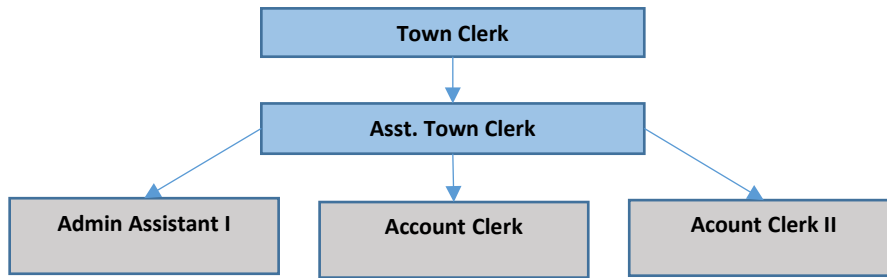 Town Clerk
Asst. Town Clerk
Admin Assistant I
Account Clerk
Acount Clerk II